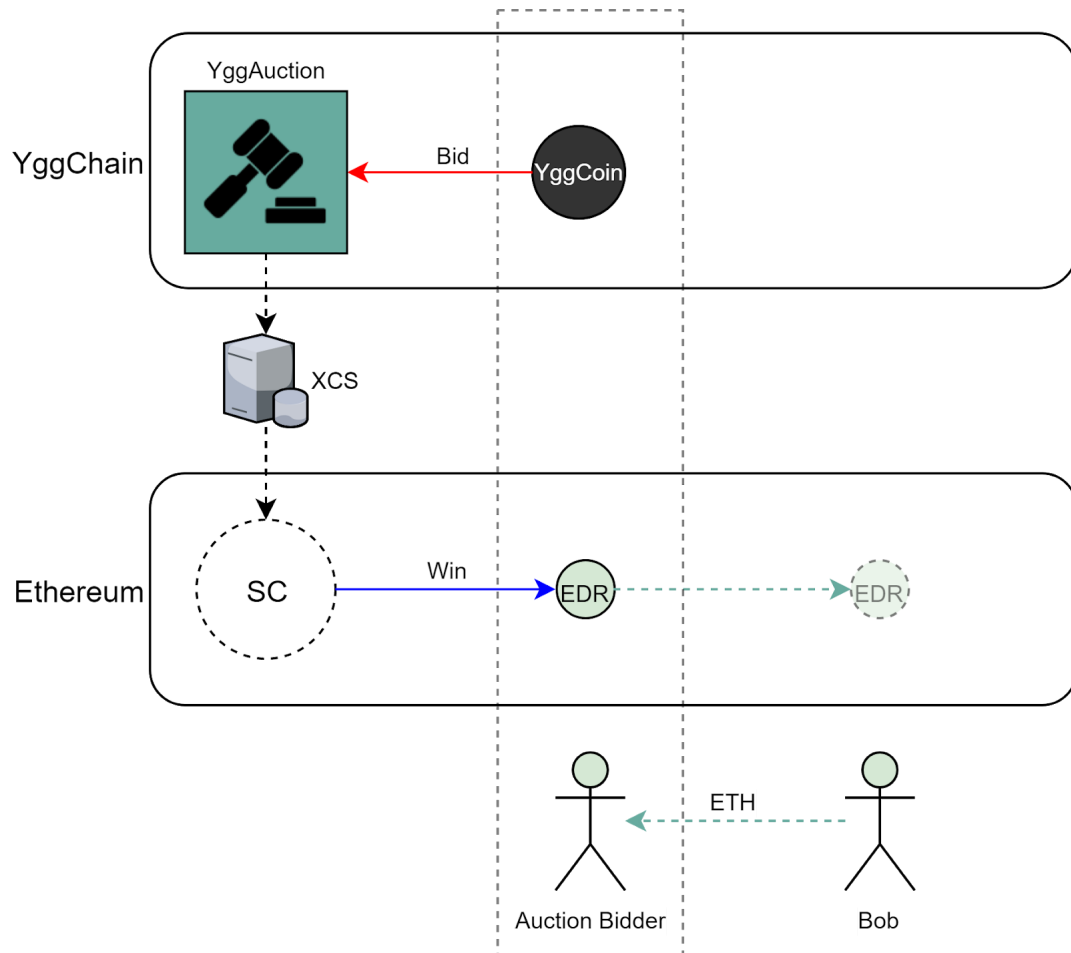 YggAuction
YggChain
Bid
YggCoin
XCS
Ethereum
SC
Win
EDR
EDR
ETH
Auction Bidder
Bob